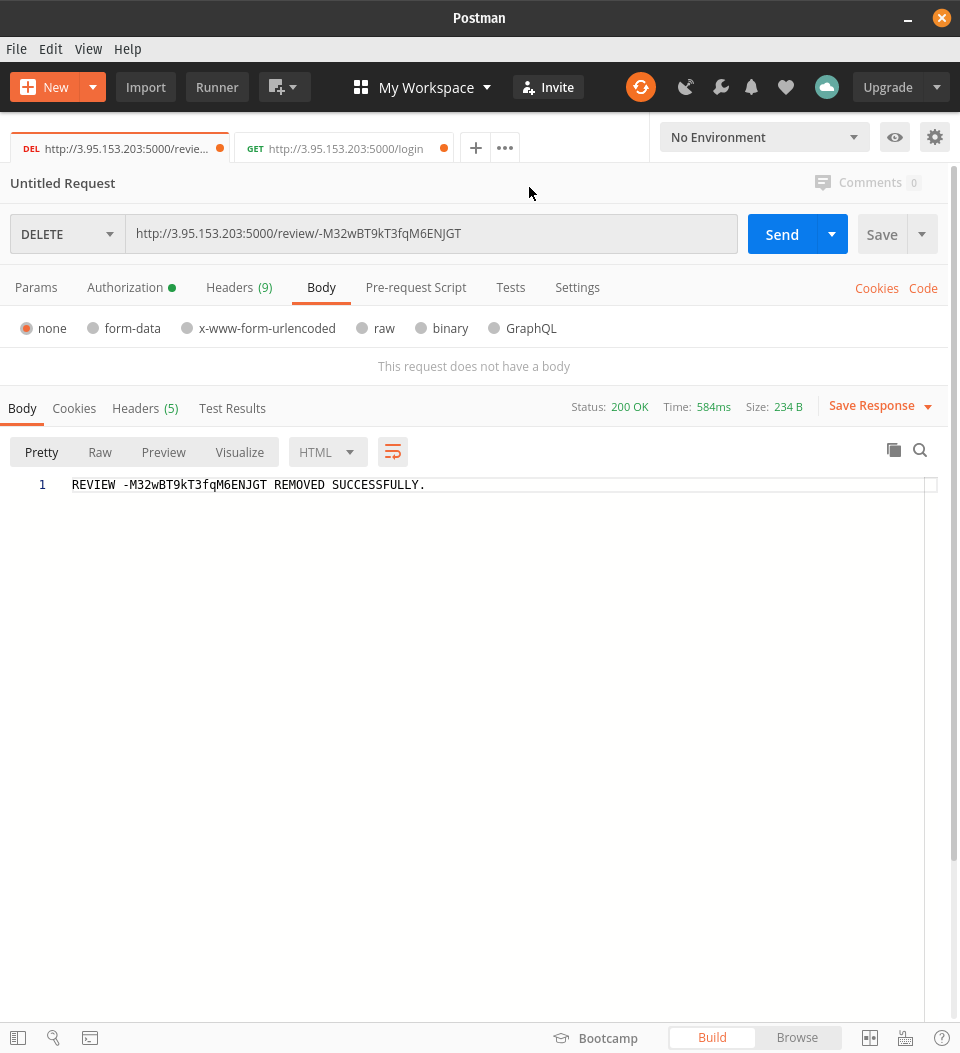 Postman
File Edit View Help
New Import Runner My Workspace Invite Upgrade
DEL http://3.95.153.203:5000/revie... GET http://3.95.153.203:5000/login No Environment
Untitled Request Comments 0
DELETE http://3.95.153.203:5000/review/-M32wBT9kT3fqM6ENJGT Send Save
Params Authorization Headers (9) Body Pre-request Script Tests Settings Cookies Code
none form-data x-www-form-urlencoded raw binary GraphQL
This request does not have a body
Body Cookies Headers (5) Test Results Status: 200 OK Time: 584ms Size: 234 B Save Response
Pretty Raw Preview Visualize HTML
1 REVIEW -M32wBT9kT3fqM6ENJGT REMOVED SUCCESSFULLY.
Bootcamp Build Browse